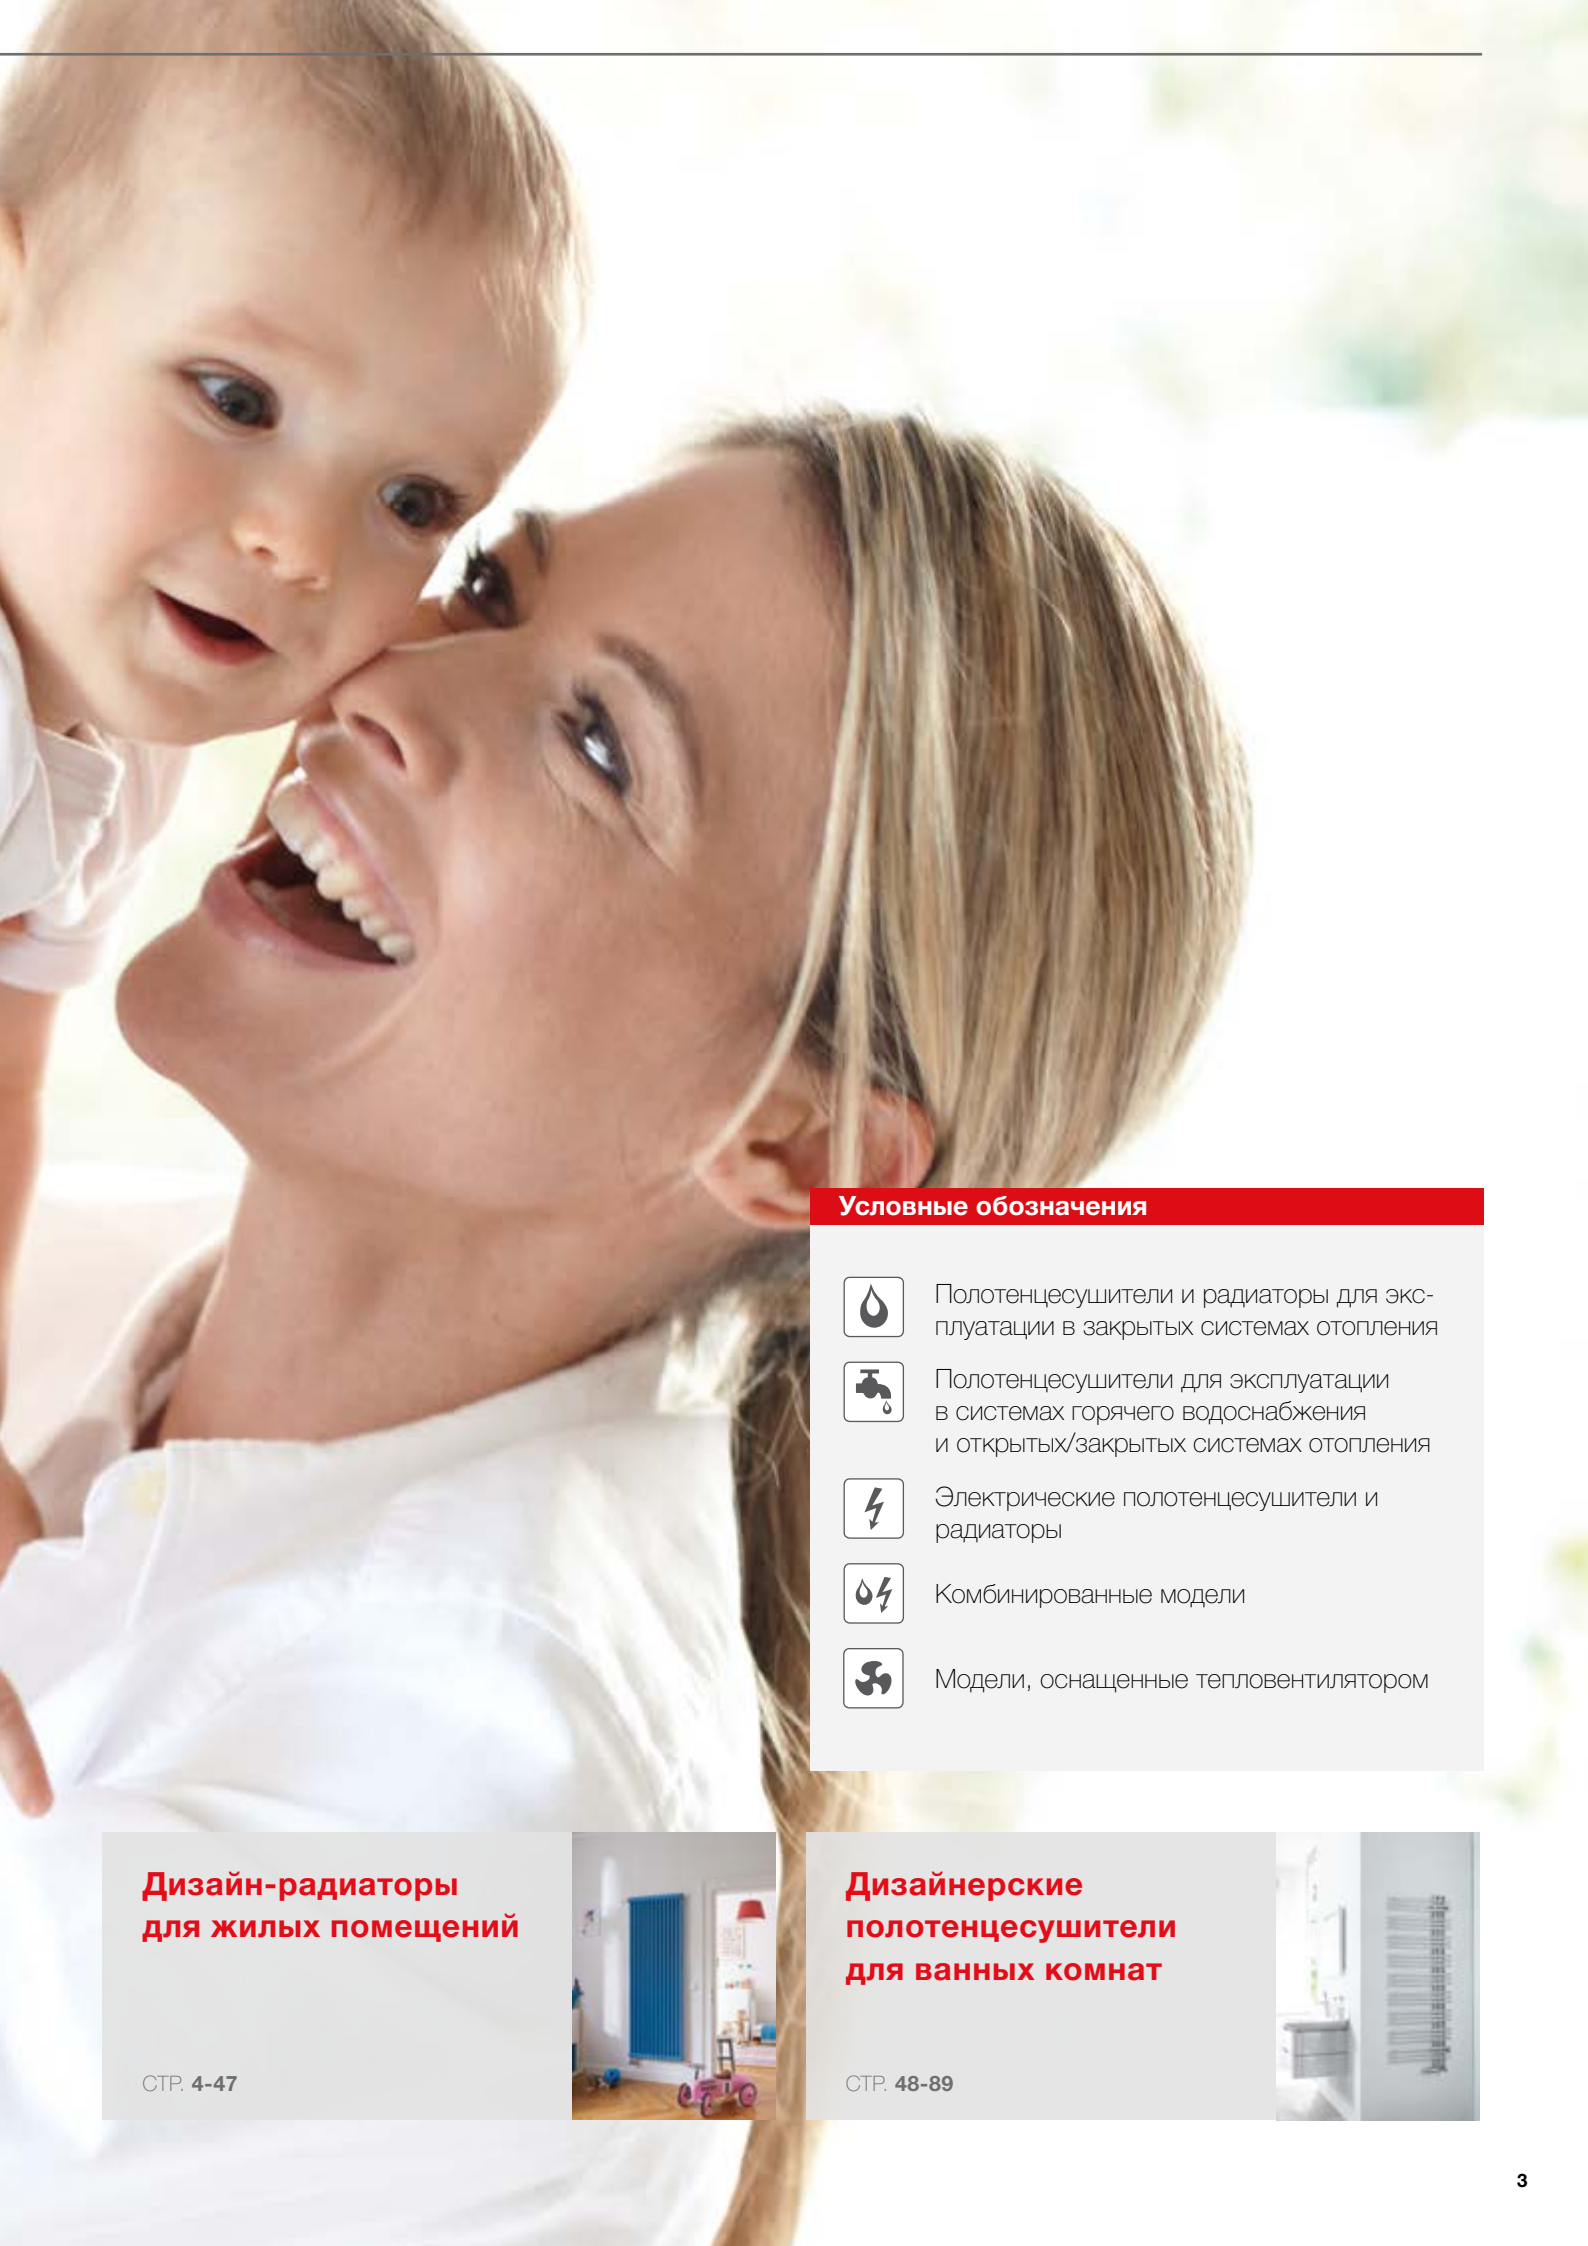 Условные обозначения
Полотенцесушители и радиаторы для экс-
плуатации в закрытых системах отопления
Полотенцесушители для эксплуатации
в системах горячего водоснабжения
и открытых/закрытых системах отопления
Электрические полотенцесушители и
радиаторы
Комбинированные модели
Модели, оснащенные тепловентилятором
Дизайн-радиаторы
для жилых помещений
СТР. 4-47
Дизайнерские
полотенцесушители
для ванных комнат
СТР. 48-89
3